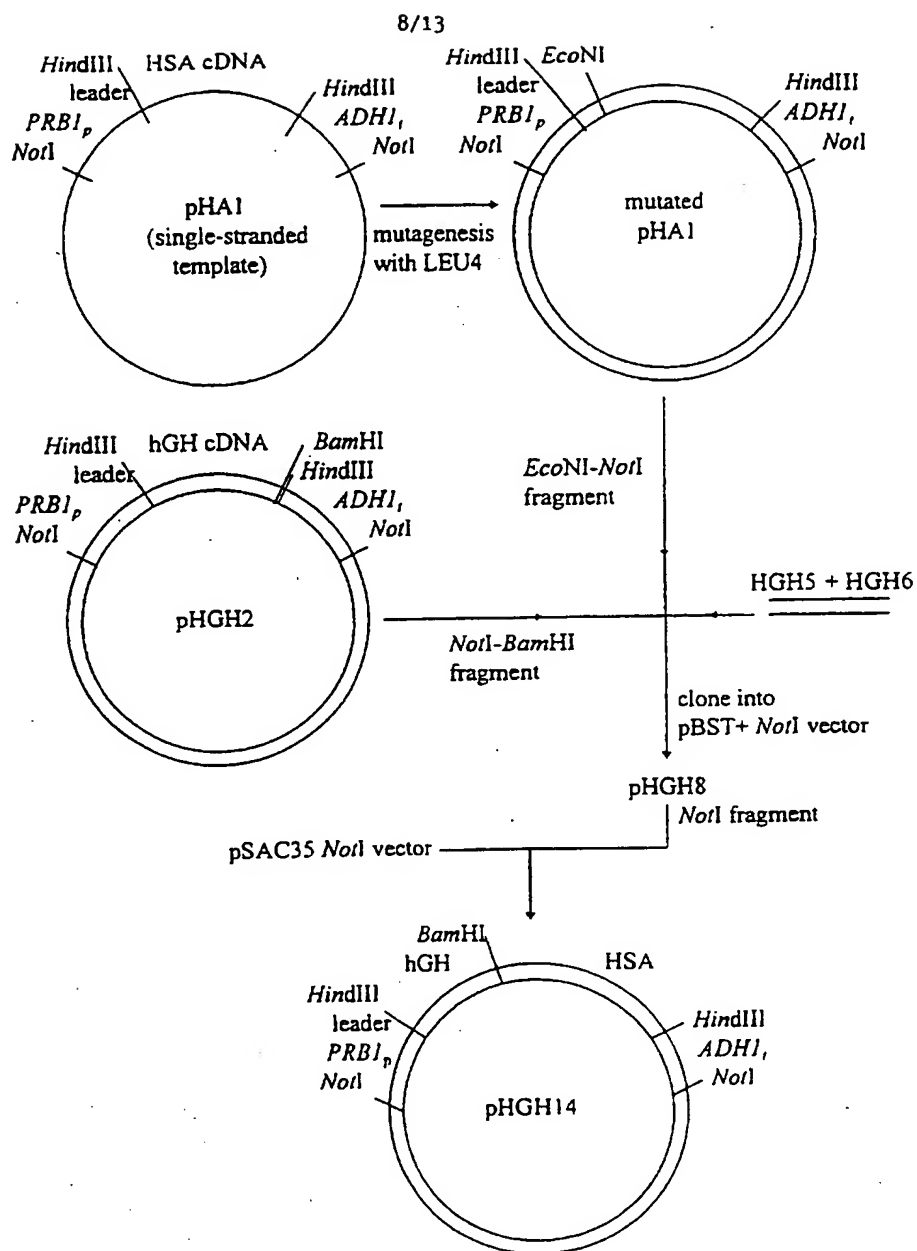 8/13
HindIII HSA cDNA
leader
PRB1p
NotI
HindIII
ADH1t
NotI
pHA1
(single-stranded
template)
mutagenesis
with LEU4
HindIII EcoNI
leader
PRB1p
NotI
HindIII
ADH1t
NotI
mutated
pHA1
HindIII hGH cDNA
leader
PRB1p
NotI
BamHI
HindIII
ADH1t
NotI
pHGH2
EcoNI-NotI
fragment
HGH5 + HGH6
NotI-BamHI
fragment
clone into
pBST+ NotI vector
pHGH8
NotI fragment
pSAC35 NotI vector
BamHI
hGH
HSA
HindIII
leader
PRB1p
NotI
HindIII
ADH1t
NotI
pHGH14